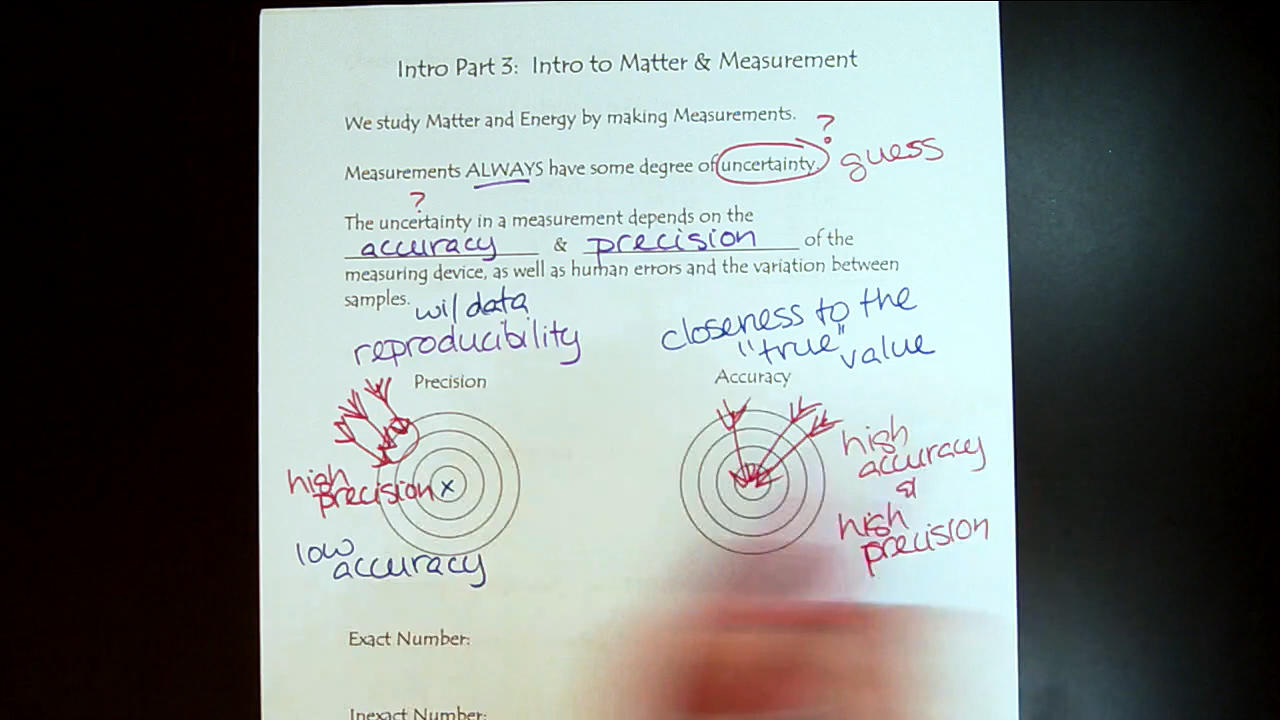 Intro Part 3: Intro to Matter & Measurement
We study Matter and Energy by making Measurements.
?
Measurements ALWAYS have some degree of uncertainty. guess
?
The uncertainty in a measurement depends on the
accuracy & precision of the
measuring device, as well as human errors and the variation between
samples. w/ data
reproducibility
closeness to the
"true" value
Precision
Accuracy
high
precision
x
low
accuracy
high
accuracy
&
high
precision
Exact Number:
Inexact Number: